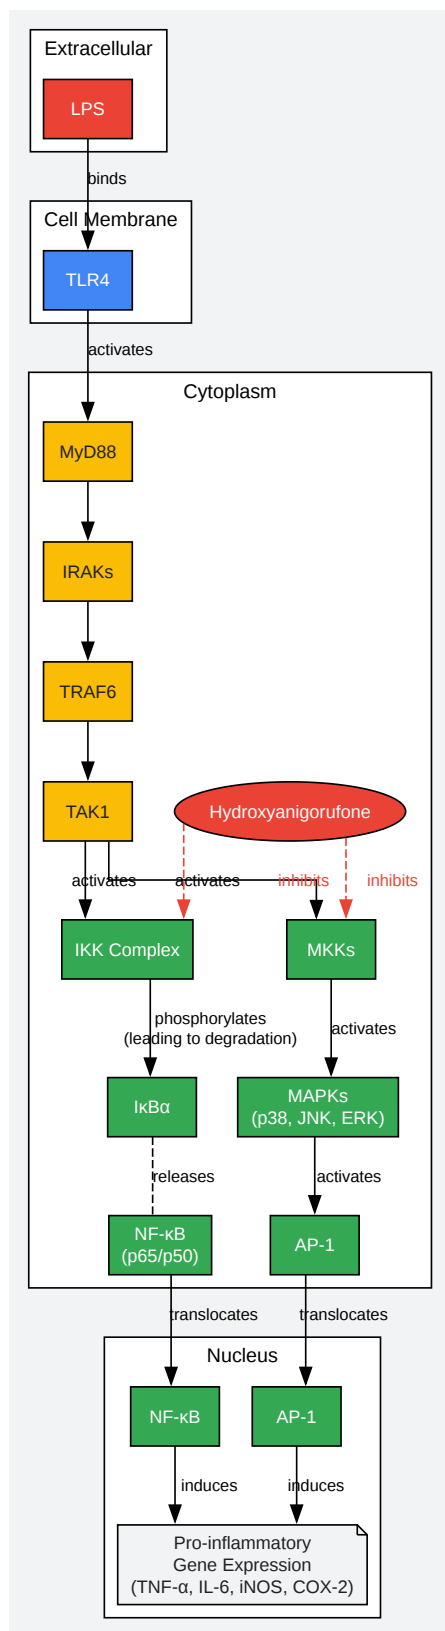 Extracellular
LPS
binds
Cell Membrane
TLR4
activates
Cytoplasm
MyD88
IRAKs
TRAF6
TAK1
Hydroxyanigorufone
activates
activates
inhibits
inhibits
IKK Complex
MKKs
phosphorylates
(leading to degradation)
activates
IκBα
MAPKs
(p38, JNK, ERK)
releases
activates
NF-κB
(p65/p50)
AP-1
translocates
translocates
Nucleus
NF-κB
AP-1
induces
induces
Pro-inflammatory
Gene Expression
(TNF-α, IL-6, iNOS, COX-2)